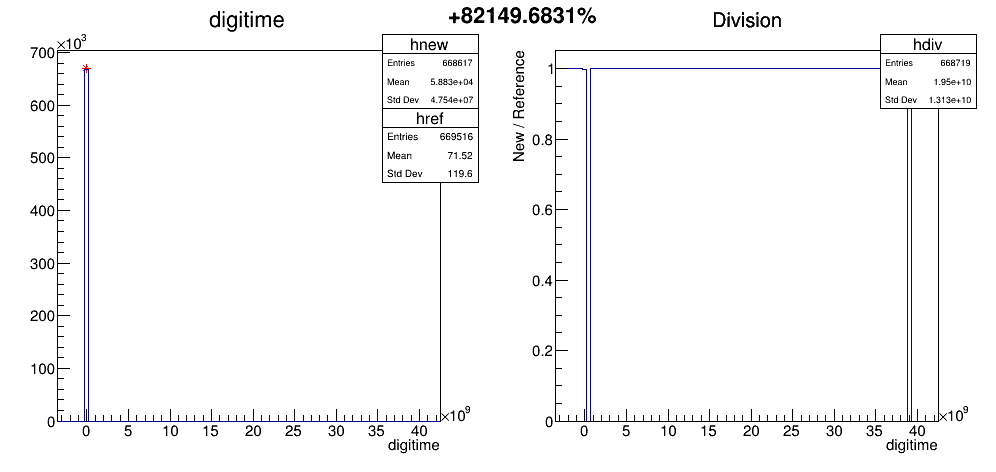 +82149.6831%
digitime
×10³
700
600
500
400
300
200
100
0
0 5 10 15 20 25 30 35 40
×10⁹
digitime
hnew
Entries 668617
Mean 5.883e+04
Std Dev 4.754e+07
href
Entries 669516
Mean 71.52
Std Dev 119.6
Division
New / Reference
1
0.8
0.6
0.4
0.2
0
0 5 10 15 20 25 30 35 40
×10⁹
digitime
hdiv
Entries 668719
Mean 1.95e+10
Std Dev 1.313e+10